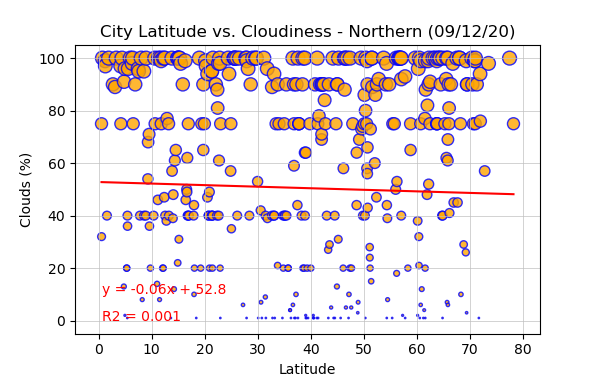 City Latitude vs. Cloudiness - Northern (09/12/20)
Clouds (%)
100
80
60
40
20
0
y = -0.06x + 52.8
R2 = 0.001
0 10 20 30 40 50 60 70 80
Latitude